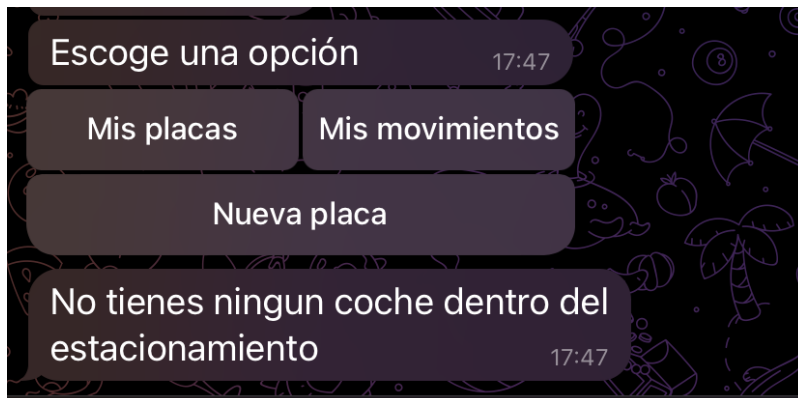 Escoge una opción
17:47
Mis placas
Mis movimientos
Nueva placa
No tienes ningun coche dentro del
estacionamiento
17:47
8